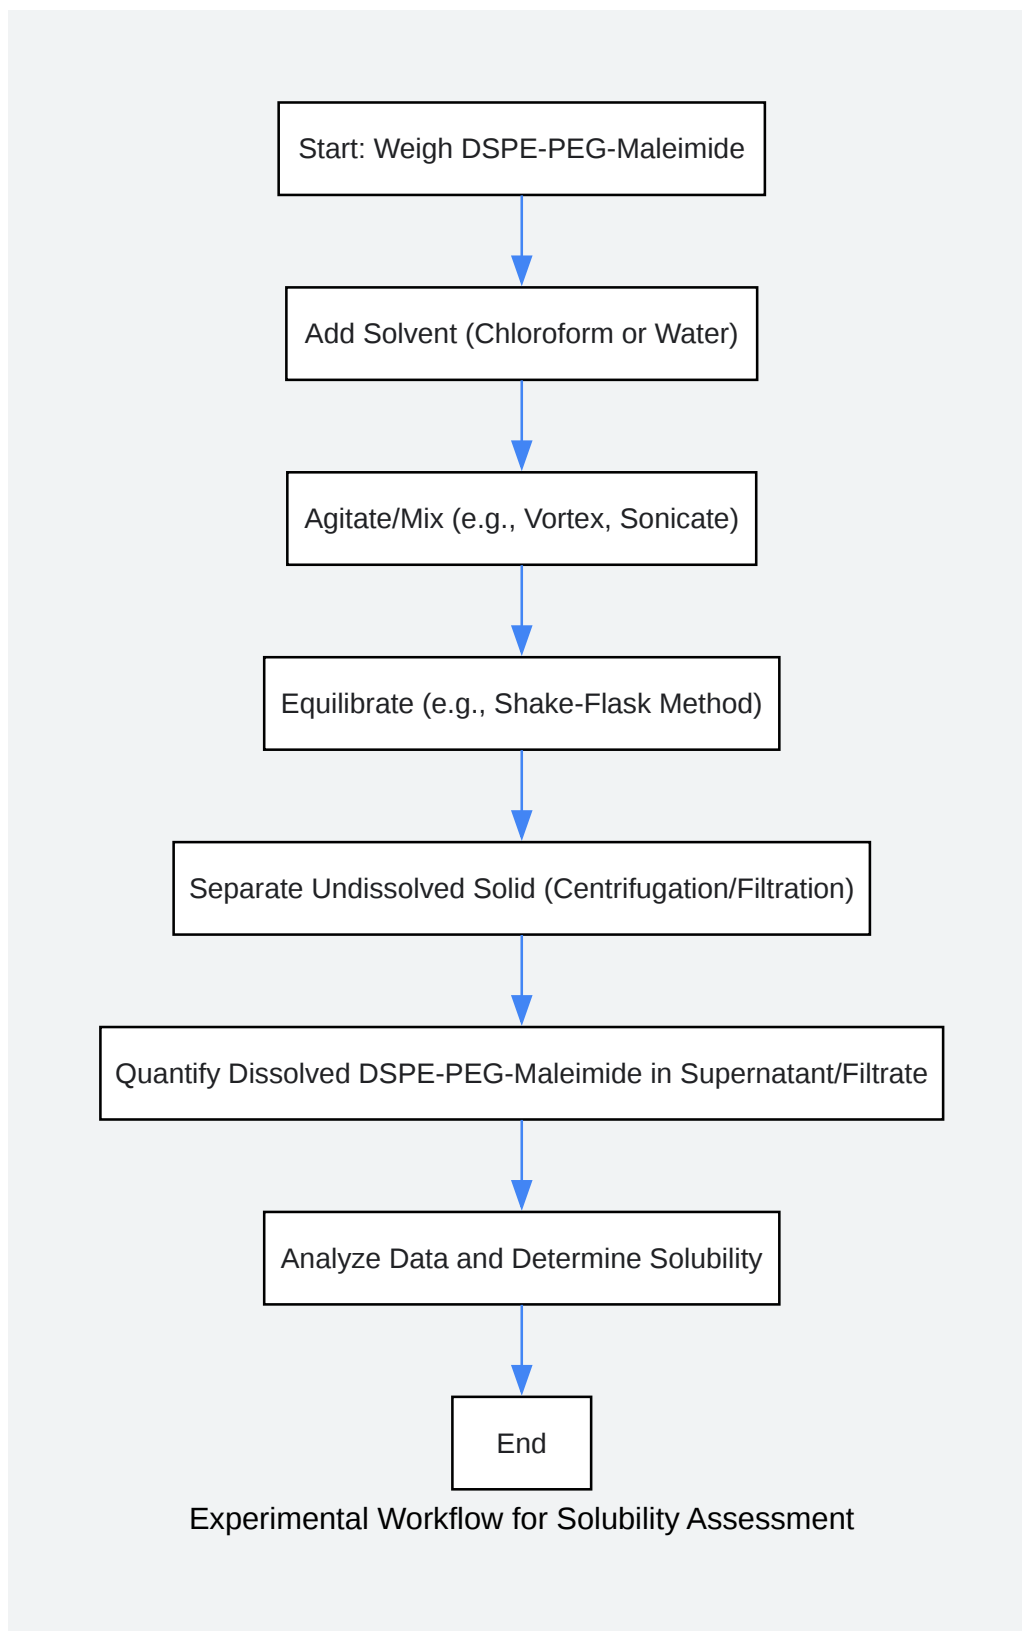 Start: Weigh DSPE-PEG-Maleimide
Add Solvent (Chloroform or Water)
Agitate/Mix (e.g., Vortex, Sonicate)
Equilibrate (e.g., Shake-Flask Method)
Separate Undissolved Solid (Centrifugation/Filtration)
Quantify Dissolved DSPE-PEG-Maleimide in Supernatant/Filtrate
Analyze Data and Determine Solubility
End
Experimental Workflow for Solubility Assessment